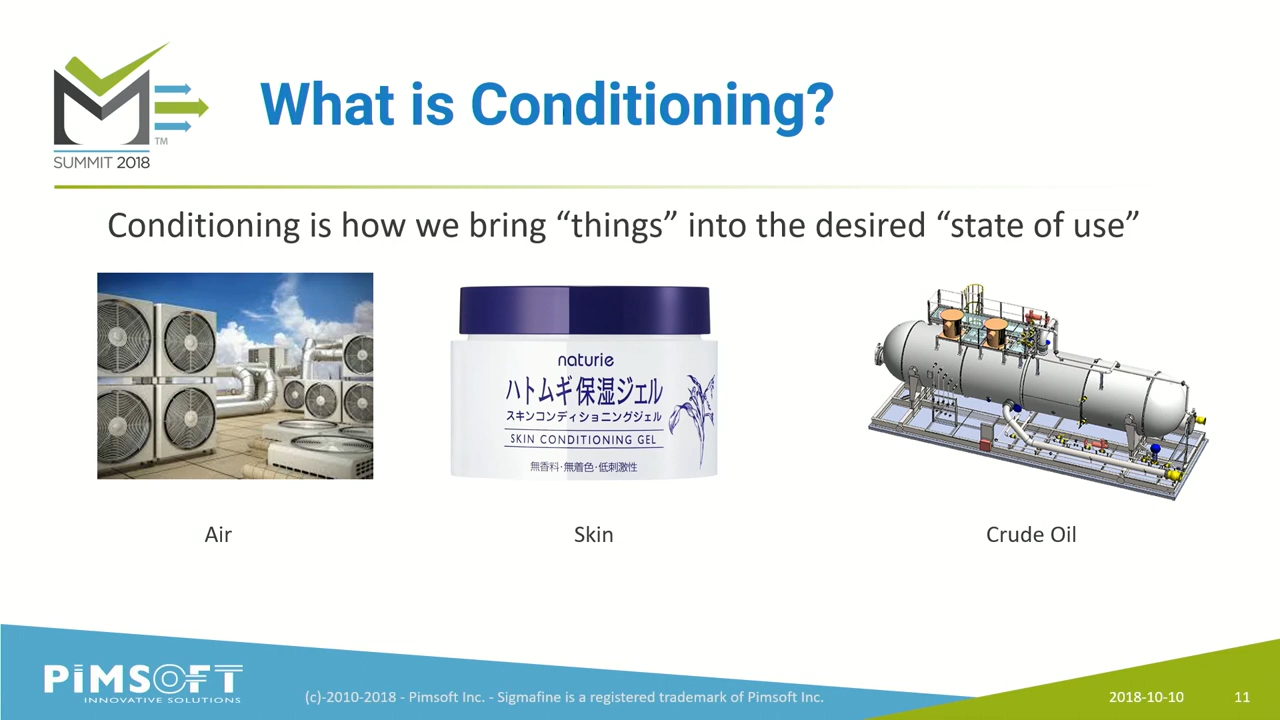 What is Conditioning?
TM
SUMMIT 2018
Conditioning is how we bring “things” into the desired “state of use”
naturie
ハトムギ保湿ジェル
スキンコンディショニングジェル
SKIN CONDITIONING GEL
無香料・無着色・低刺激性
Air
Skin
Crude Oil
PiMSOFT
INNOVATIVE SOLUTIONS
(c)-2010-2018 - Pimsoft Inc. - Sigmafine is a registered trademark of Pimsoft Inc.
2018-10-10
11